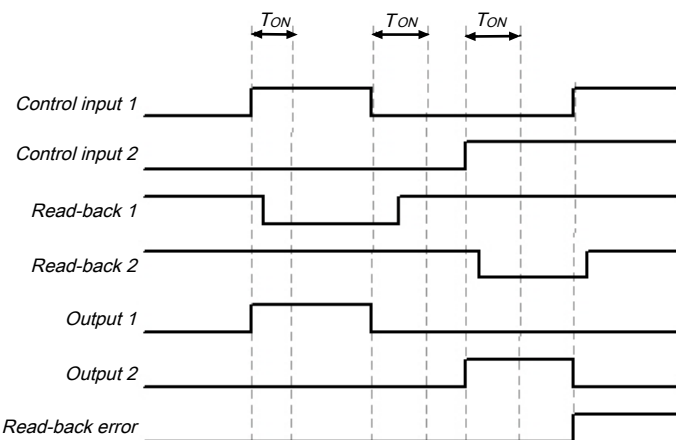 TON TON TON
Control input 1
Control input 2
Read-back 1
Read-back 2
Output 1
Output 2
Read-back error